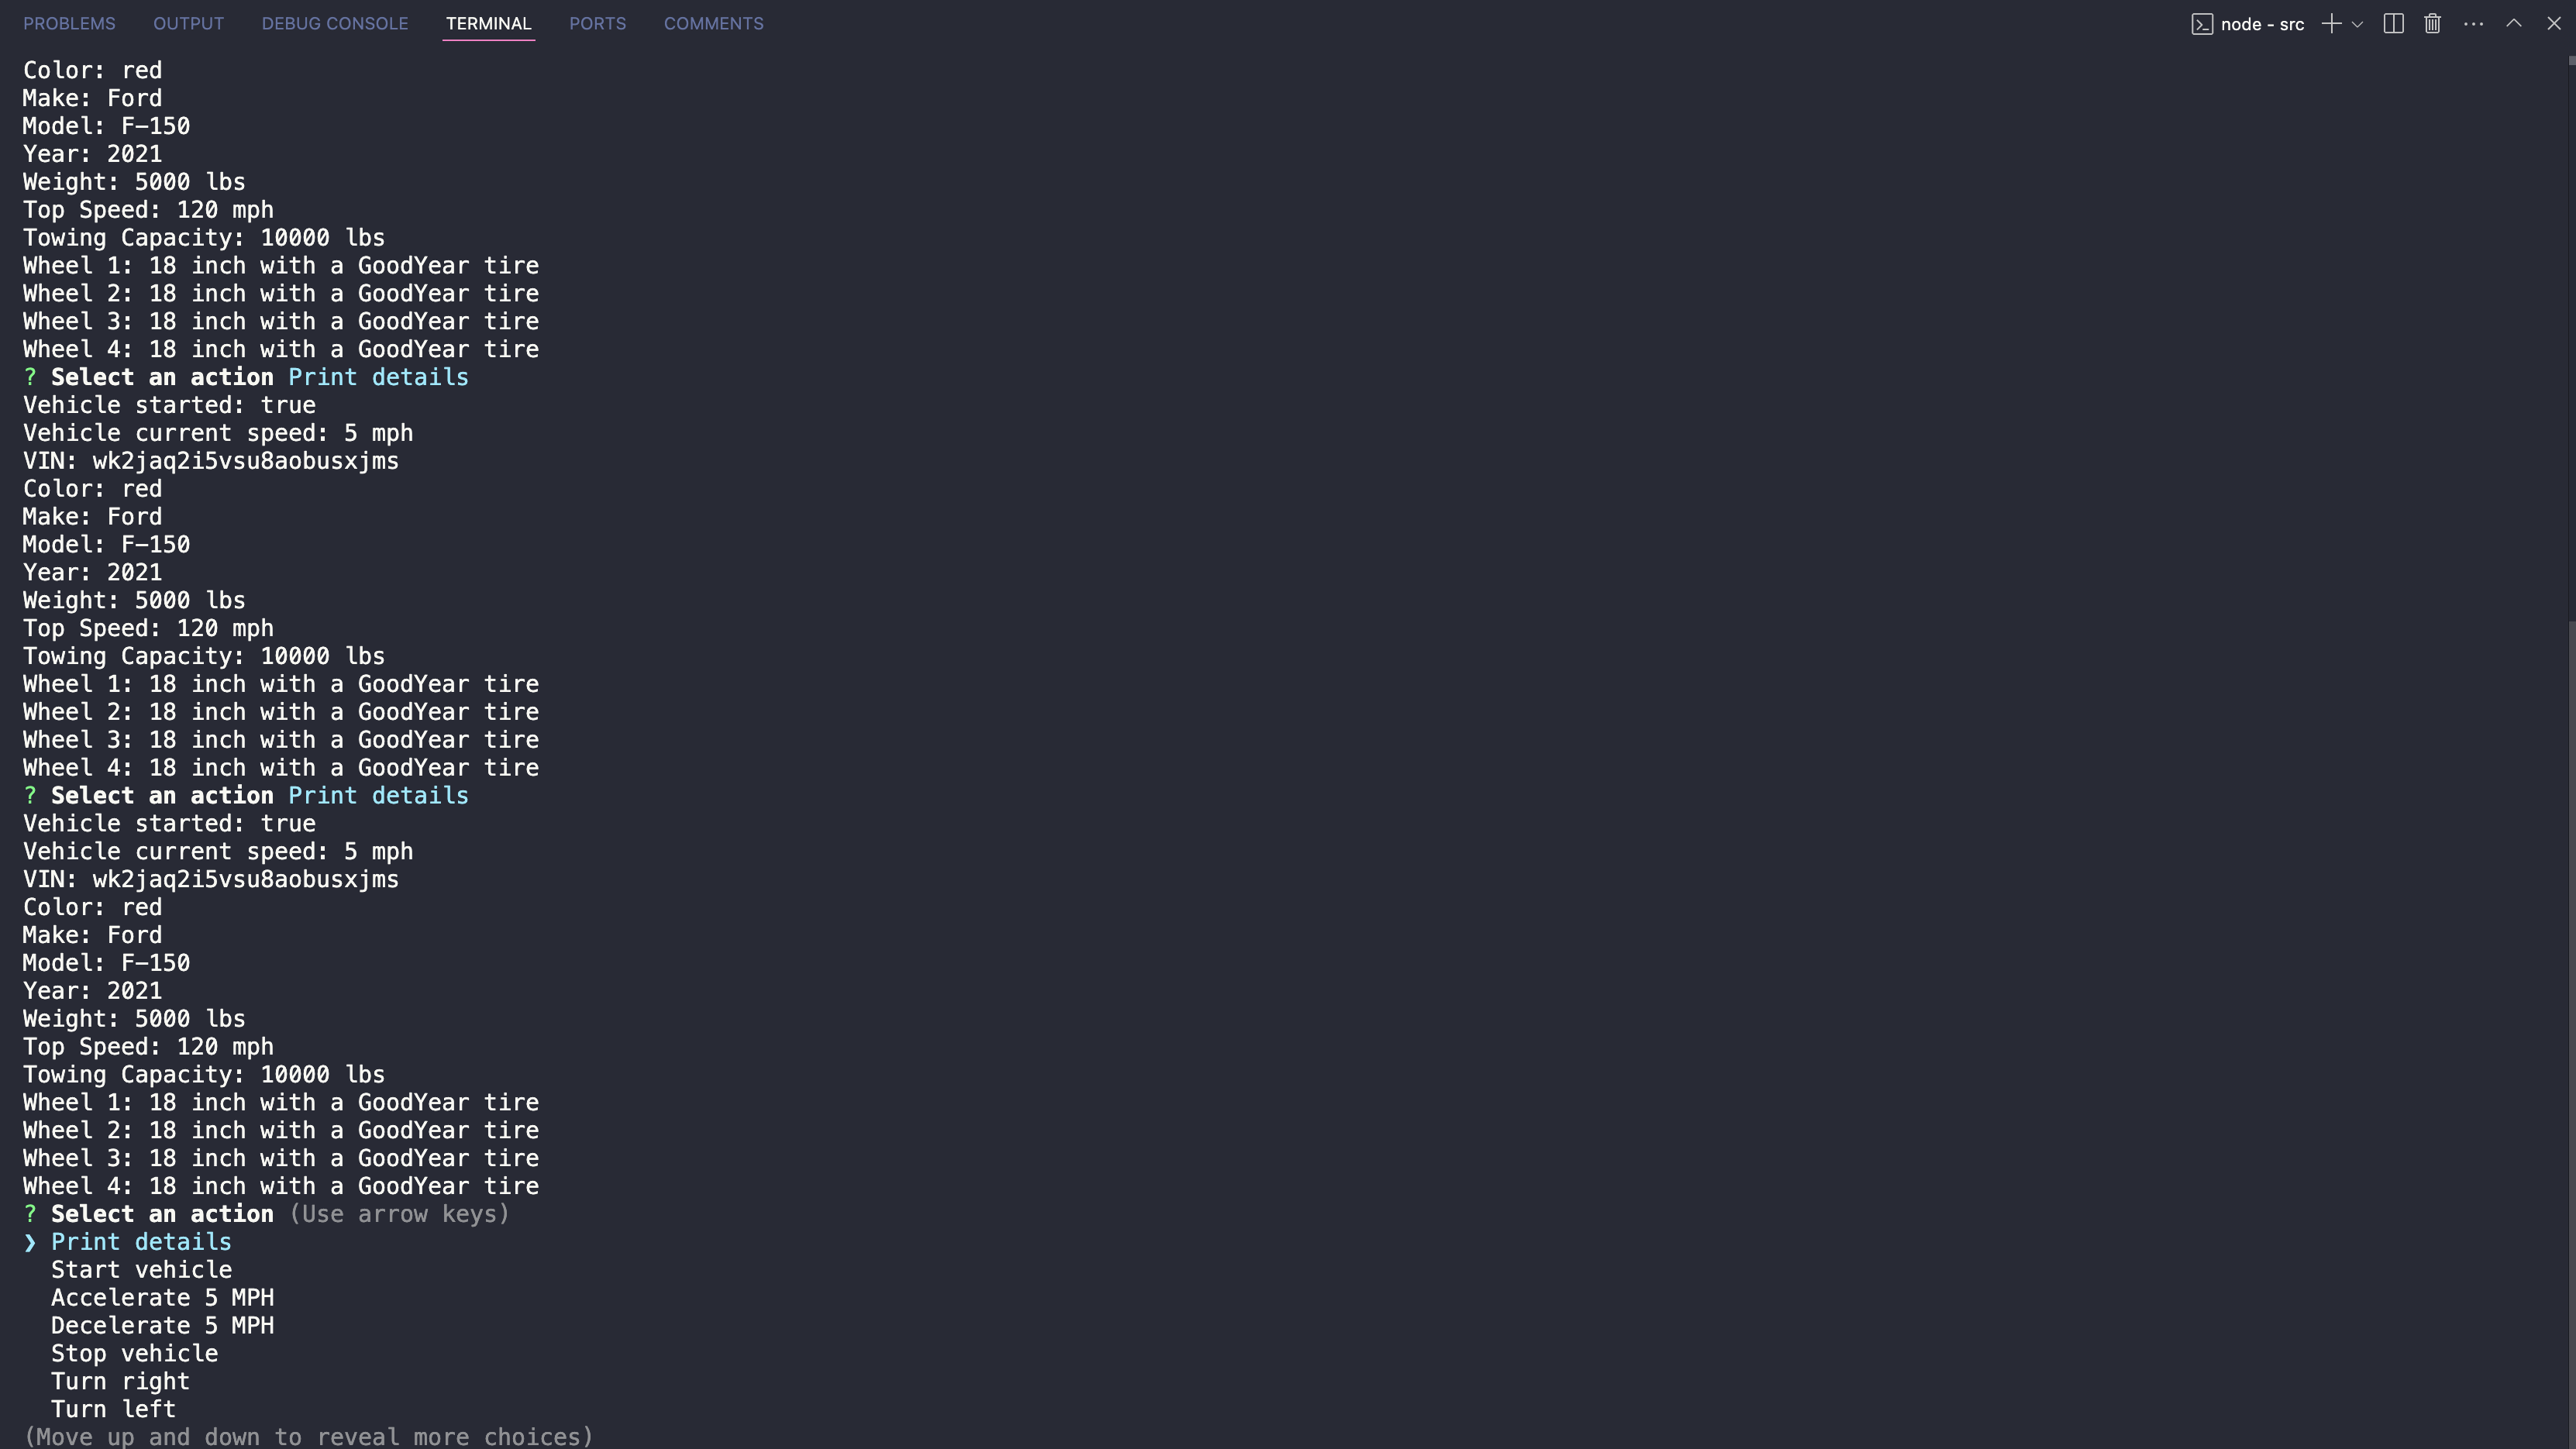 PROBLEMS OUTPUT DEBUG CONSOLE TERMINAL PORTS COMMENTS node - src
Color: red
Make: Ford
Model: F-150
Year: 2021
Weight: 5000 lbs
Top Speed: 120 mph
Towing Capacity: 10000 lbs
Wheel 1: 18 inch with a GoodYear tire
Wheel 2: 18 inch with a GoodYear tire
Wheel 3: 18 inch with a GoodYear tire
Wheel 4: 18 inch with a GoodYear tire
? Select an action Print details
Vehicle started: true
Vehicle current speed: 5 mph
VIN: wk2jaq2i5vsu8aobusxjms
Color: red
Make: Ford
Model: F-150
Year: 2021
Weight: 5000 lbs
Top Speed: 120 mph
Towing Capacity: 10000 lbs
Wheel 1: 18 inch with a GoodYear tire
Wheel 2: 18 inch with a GoodYear tire
Wheel 3: 18 inch with a GoodYear tire
Wheel 4: 18 inch with a GoodYear tire
? Select an action Print details
Vehicle started: true
Vehicle current speed: 5 mph
VIN: wk2jaq2i5vsu8aobusxjms
Color: red
Make: Ford
Model: F-150
Year: 2021
Weight: 5000 lbs
Top Speed: 120 mph
Towing Capacity: 10000 lbs
Wheel 1: 18 inch with a GoodYear tire
Wheel 2: 18 inch with a GoodYear tire
Wheel 3: 18 inch with a GoodYear tire
Wheel 4: 18 inch with a GoodYear tire
? Select an action (Use arrow keys)
❯ Print details
Start vehicle
Accelerate 5 MPH
Decelerate 5 MPH
Stop vehicle
Turn right
Turn left
(Move up and down to reveal more choices)